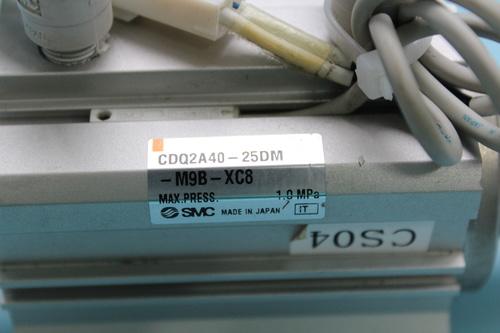 CDQ2A40-25DM
-M9B-XC8
MAX.PRESS. 1.0 MPa
SMC MADE IN JAPAN IT
CS04